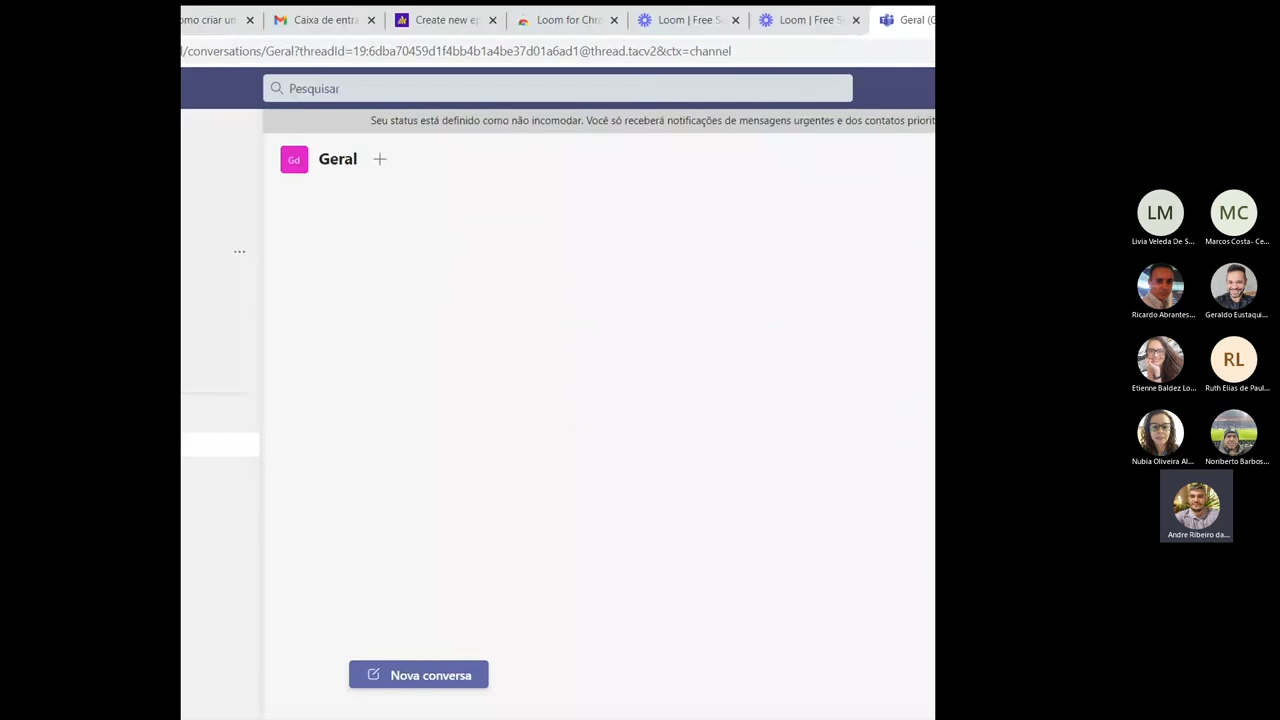 omo criar un
Caixa de entra
Create new ep
Loom for Chr
Loom | Free S
Loom | Free S
Geral (G
l/conversations/Geral?threadId=19:6dba70459d1f4bb4b1a4be37d01a6ad1@thread.tacv2&ctx=channel
Pesquisar
Seu status está definido como não incomodar. Você só receberá notificações de mensagens urgentes e dos contatos priorit
Gd
Geral
LM
MC
Livia Veleda De S...
Marcos Costa- Ce...
Ricardo Abrantes...
Geraldo Eustaqui...
RL
Etienne Baldez Lo...
Ruth Elias de Paul...
Nubia Oliveira Al...
Noriberto Barbos...
Andre Ribeiro da...
Nova conversa